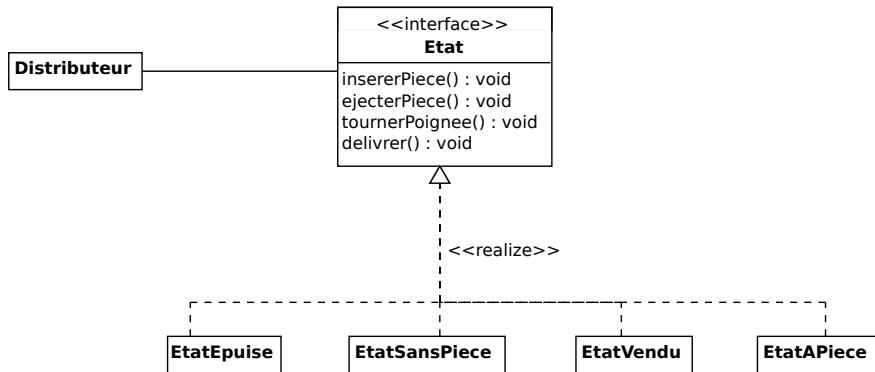 <<interface>>
Etat
Distributeur
insererPiece() : void
ejecterPiece() : void
tournerPoignee() : void
delivrer() : void
<<realize>>
EtatEpuise
EtatSansPiece
EtatVendu
EtatAPiece